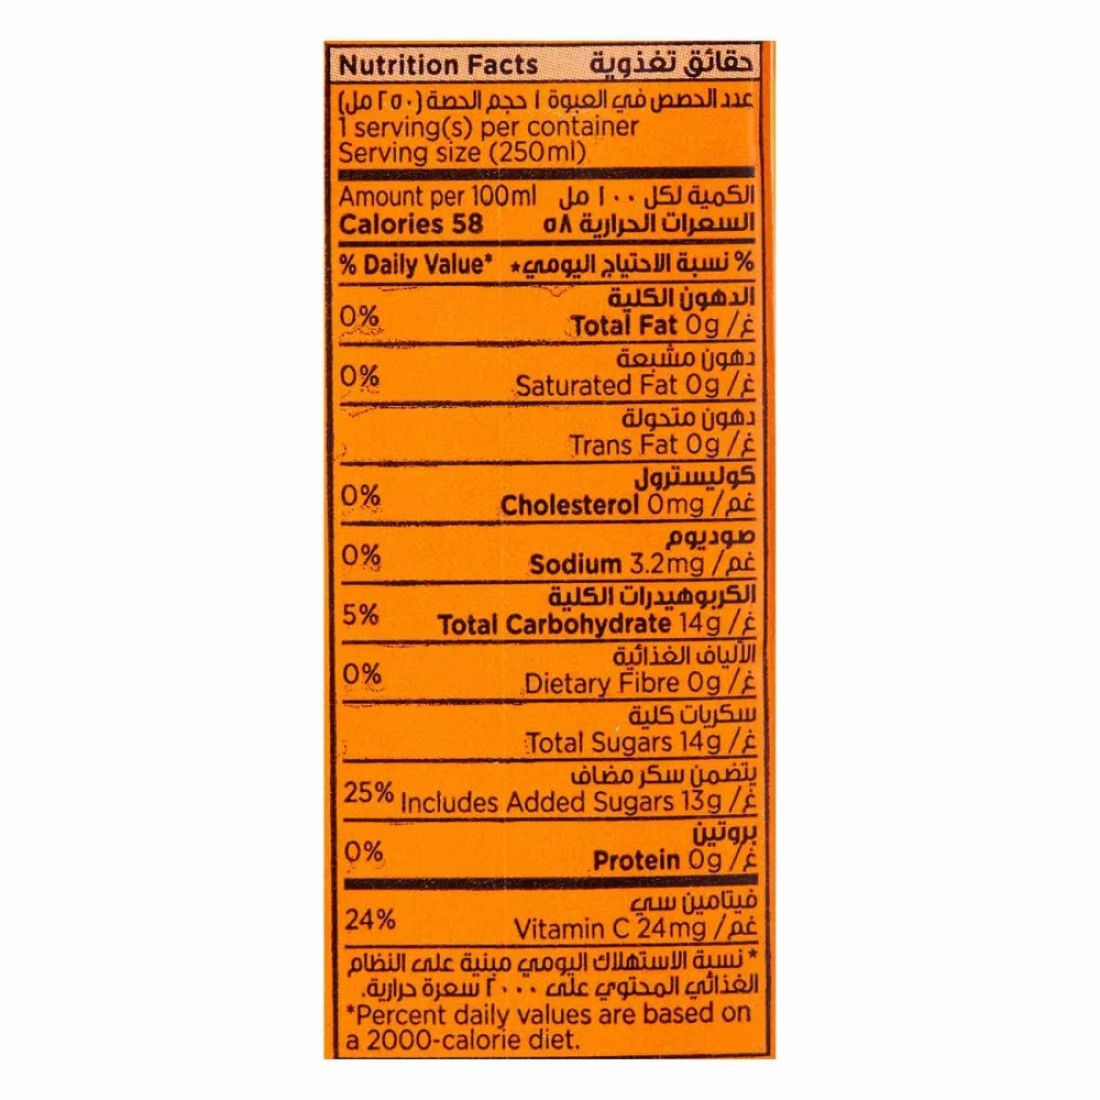 Nutrition Facts حقائق تغذوية
عدد الحصص في العبوة ١ حجم الحصة (٢٥٠ مل)
1 serving(s) per container
Serving size (250ml)
Amount per 100ml الكمية لكل ١٠٠ مل
Calories 58 السعرات الحرارية ٥٨
% Daily Value* % نسبة الاحتياج اليومي*
الدهون الكلية
0% Total Fat 0g /غ
دهون مشبعة
0% Saturated Fat 0g /غ
دهون متحولة
Trans Fat 0g /غ
كوليسترول
0% Cholesterol 0mg /غم
صوديوم
0% Sodium 3.2mg /غم
الكربوهيدرات الكلية
5% Total Carbohydrate 14g /غ
الألياف الغذائية
0% Dietary Fibre 0g /غ
سكريات كلية
Total Sugars 14g /غ
يتضمن سكر مضاف
25% Includes Added Sugars 13g /غ
بروتين
0% Protein 0g /غ
فيتامين سي
24% Vitamin C 24mg /غم
* نسبة الاستهلاك اليومي مبنية على النظام
الغذائي المحتوي على ٢٠٠٠ سعرة حرارية.
*Percent daily values are based on
a 2000-calorie diet.